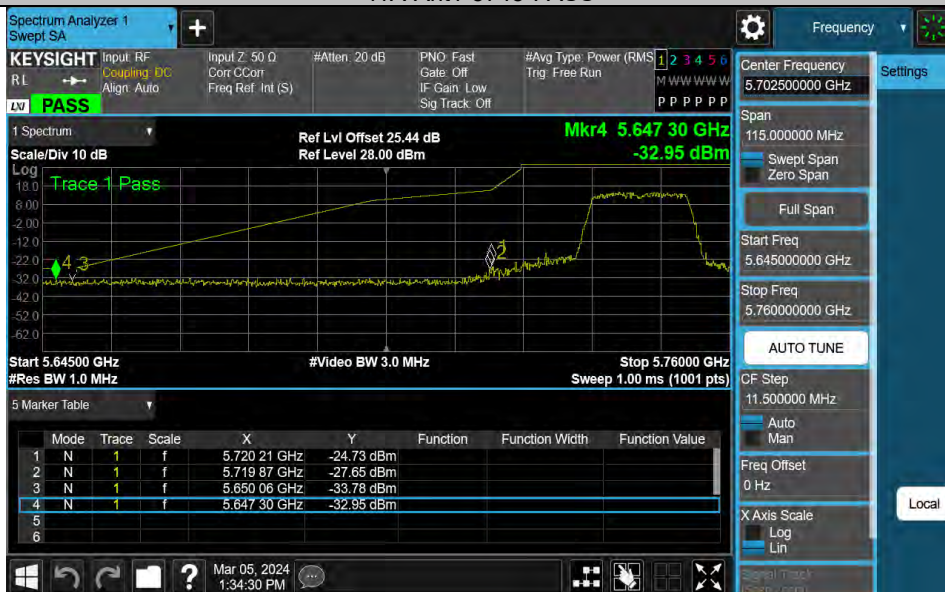 Spectrum Analyzer 1
Swept SA
+
Frequency
KEYSIGHT
Input: RF
Coupling: DC
Align: Auto
Input Z: 50 Ω
Corr CCorr
Freq Ref: Int (S)
#Atten: 20 dB
PNO: Fast
Gate: Off
IF Gain: Low
Sig Track: Off
#Avg Type: Power (RMS
Trig: Free Run
1 2 3 4 5 6
M W W W W W
P P P P P P
R L
LXI
PASS
1 Spectrum
Scale/Div 10 dB
Ref Lvl Offset 25.44 dB
Ref Level 28.00 dBm
Mkr4 5.647 30 GHz
-32.95 dBm
Log
Trace 1 Pass
18.0
8.00
-2.00
-12.0
-22.0
-32.0
-42.0
-52.0
-62.0
4
3
2
Start 5.64500 GHz
#Video BW 3.0 MHz
Stop 5.76000 GHz
#Res BW 1.0 MHz
Sweep 1.00 ms (1001 pts)
5 Marker Table
Mode Trace Scale X Y Function Function Width Function Value
1 N 1 f 5.720 21 GHz -24.73 dBm
2 N 1 f 5.719 87 GHz -27.65 dBm
3 N 1 f 5.650 06 GHz -33.78 dBm
4 N 1 f 5.647 30 GHz -32.95 dBm
5
6
?
Mar 05, 2024
1:34:30 PM
Center Frequency
5.702500000 GHz
Span
115.000000 MHz
Swept Span
Zero Span
Full Span
Start Freq
5.645000000 GHz
Stop Freq
5.760000000 GHz
AUTO TUNE
CF Step
11.500000 MHz
Auto
Man
Freq Offset
0 Hz
X Axis Scale
Log
Lin
Signal Track
Settings
Local